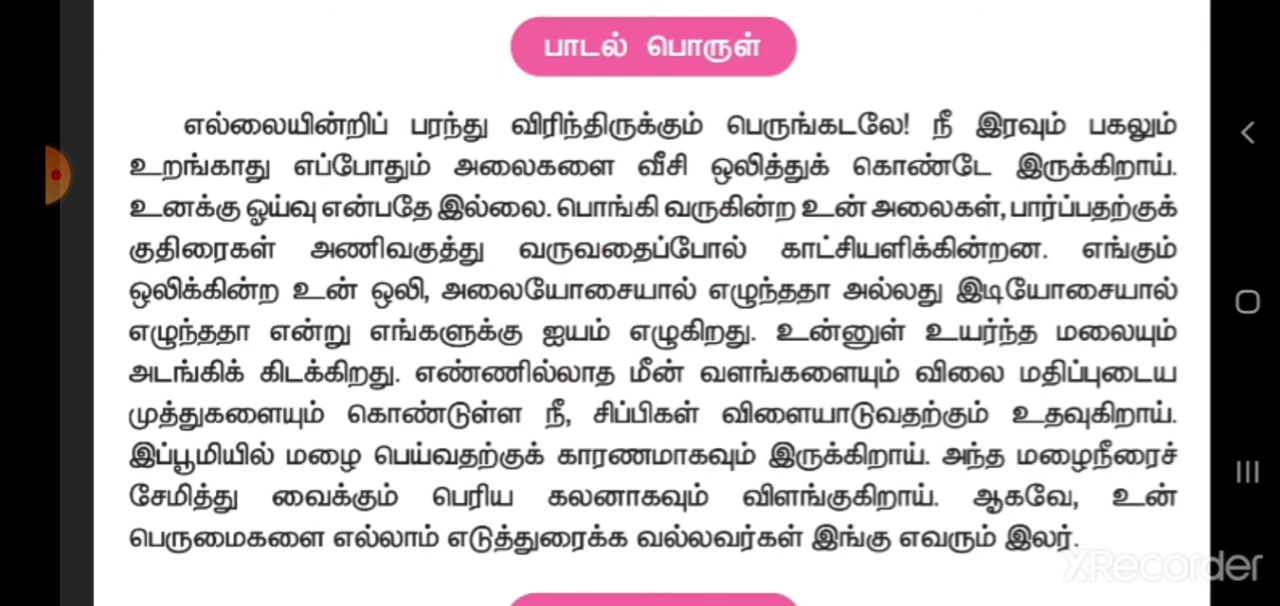 பாடல் பொருள்
எல்லையின்றிப் பரந்து விரிந்திருக்கும் பெருங்கடலே! நீ இரவும் பகலும்
உறங்காது எப்போதும் அலைகளை வீசி ஒலித்துக் கொண்டே இருக்கிறாய்.
உனக்கு ஓய்வு என்பதே இல்லை. பொங்கி வருகின்ற உன் அலைகள், பார்ப்பதற்குக்
குதிரைகள் அணிவகுத்து வருவதைப்போல் காட்சியளிக்கின்றன. எங்கும்
ஒலிக்கின்ற உன் ஒலி, அலையோசையால் எழுந்ததா அல்லது இடியோசையால்
எழுந்ததா என்று எங்களுக்கு ஐயம் எழுகிறது. உன்னுள் உயர்ந்த மலையும்
அடங்கிக் கிடக்கிறது. எண்ணில்லாத மீன் வளங்களையும் விலை மதிப்புடைய
முத்துகளையும் கொண்டுள்ள நீ, சிப்பிகள் விளையாடுவதற்கும் உதவுகிறாய்.
இப்பூமியில் மழை பெய்வதற்குக் காரணமாகவும் இருக்கிறாய். அந்த மழைநீரைச்
சேமித்து வைக்கும் பெரிய கலனாகவும் விளங்குகிறாய். ஆகவே, உன்
பெருமைகளை எல்லாம் எடுத்துரைக்க வல்லவர்கள் இங்கு எவரும் இலர்.
XRecorder